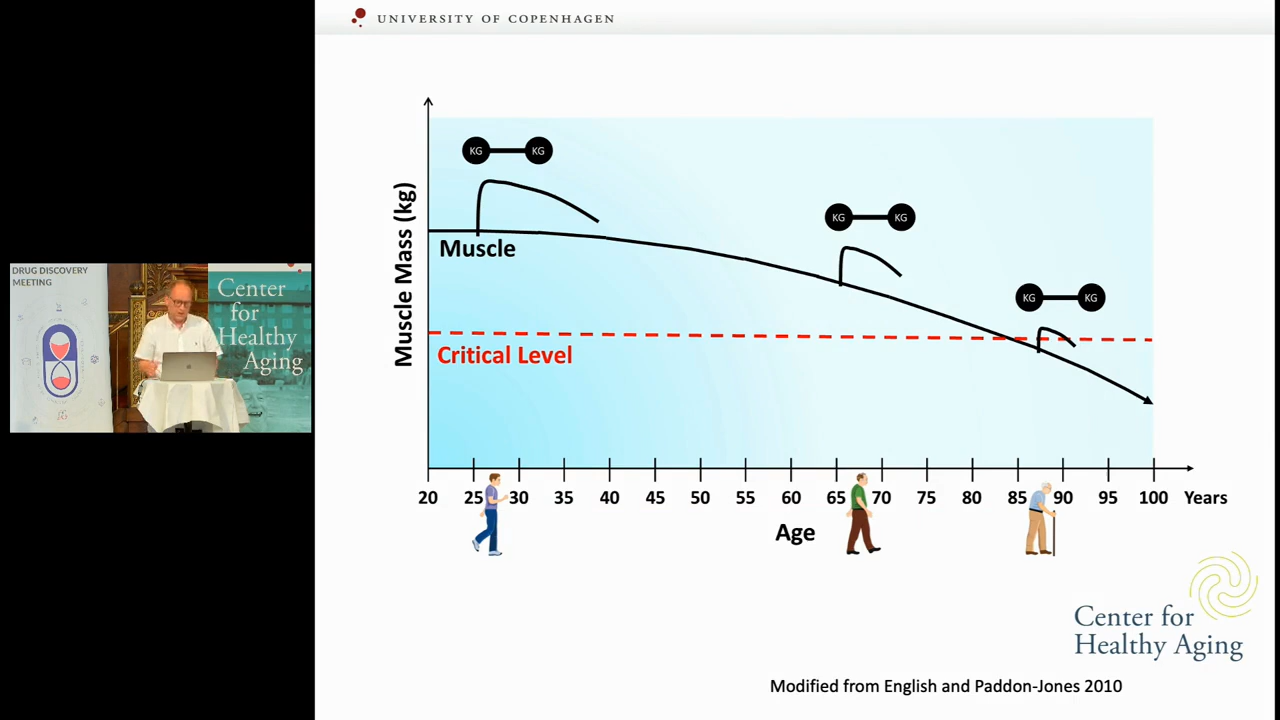 UNIVERSITY OF COPENHAGEN
KG KG
KG KG
KG KG
Muscle Mass (kg)
Muscle
Critical Level
20 25 30 35 40 45 50 55 60 65 70 75 80 85 90 95 100 Years
Age
Center for
Healthy Aging
Modified from English and Paddon-Jones 2010
DRUG DISCOVERY
MEETING
Center
for
Healthy
Aging